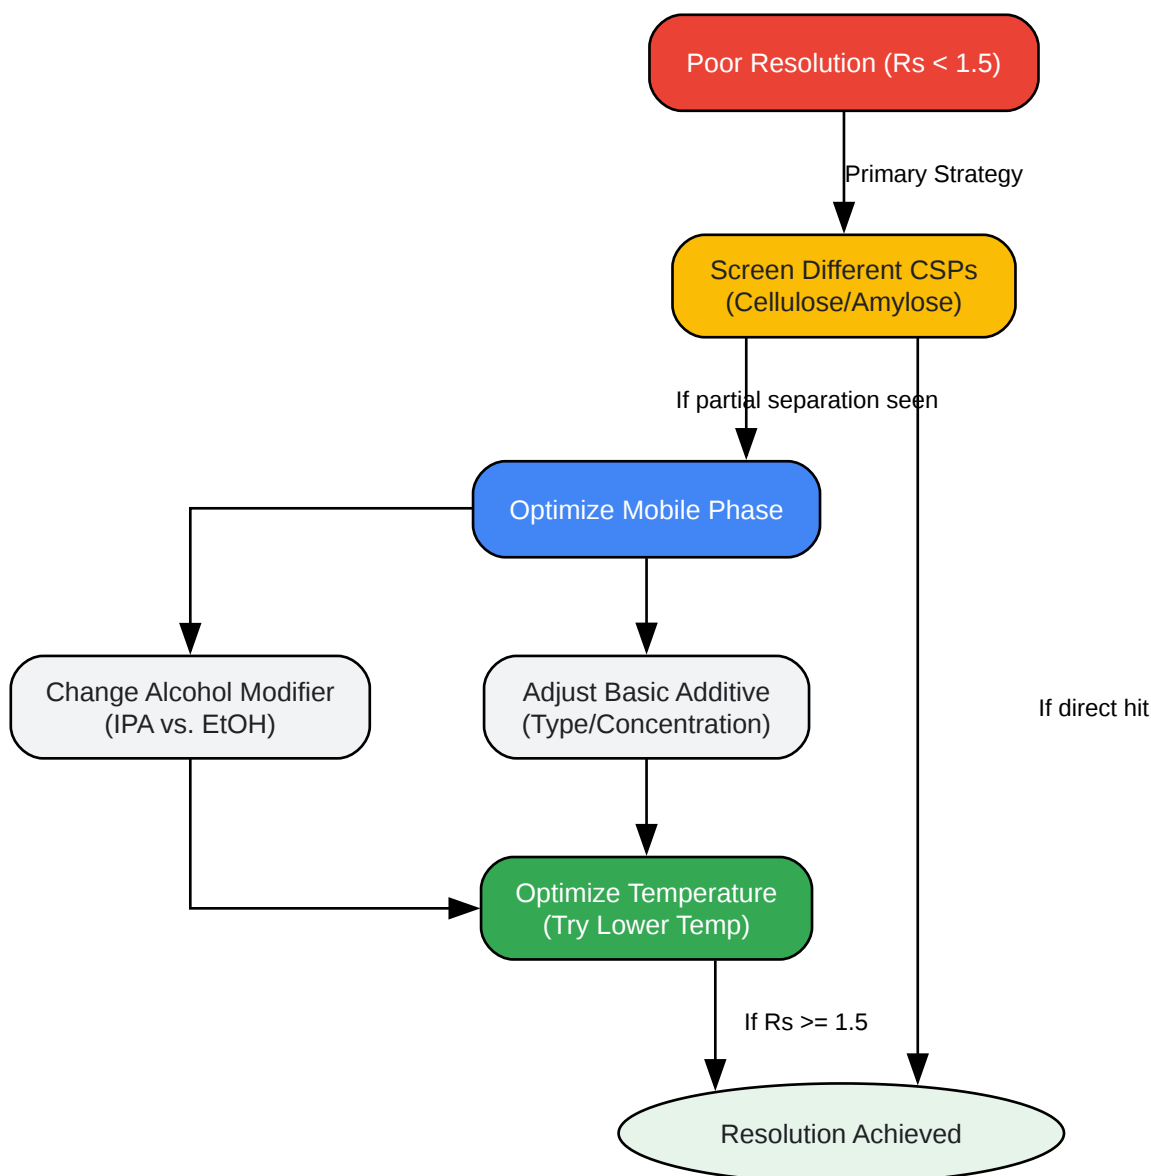 Poor Resolution (Rs < 1.5)
Primary Strategy
Screen Different CSPs
(Cellulose/Amylose)
If partial separation seen
Optimize Mobile Phase
Change Alcohol Modifier
(IPA vs. EtOH)
Adjust Basic Additive
(Type/Concentration)
If direct hit
Optimize Temperature
(Try Lower Temp)
If Rs >= 1.5
Resolution Achieved